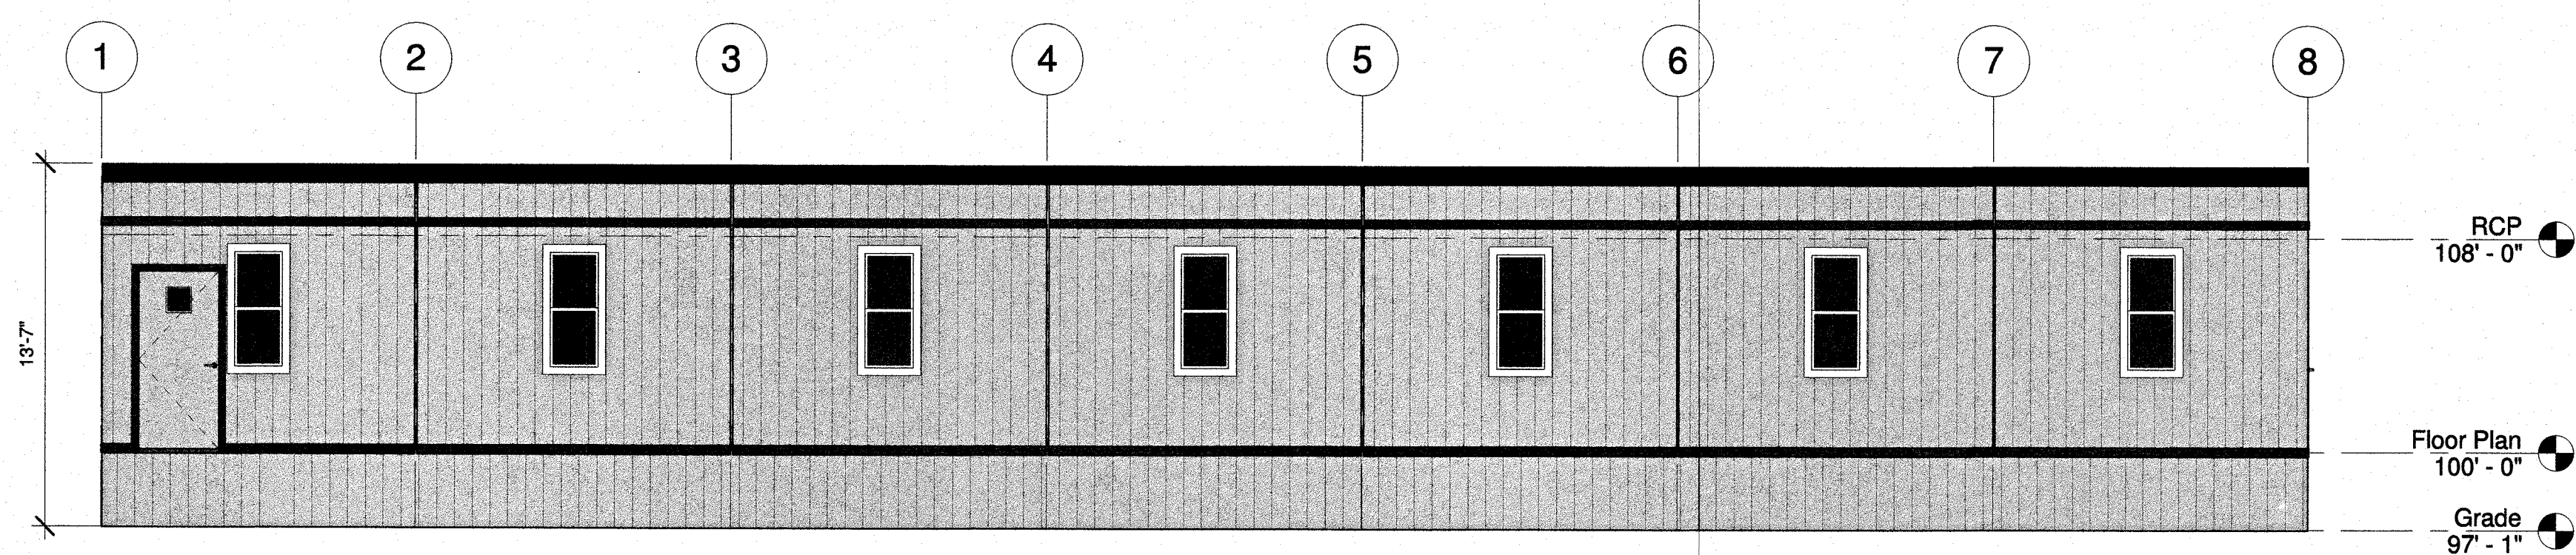 1 2 3 4 5 6 7 8
13'-7"
RCP
108' - 0"
Floor Plan
100' - 0"
Grade
97' - 1"